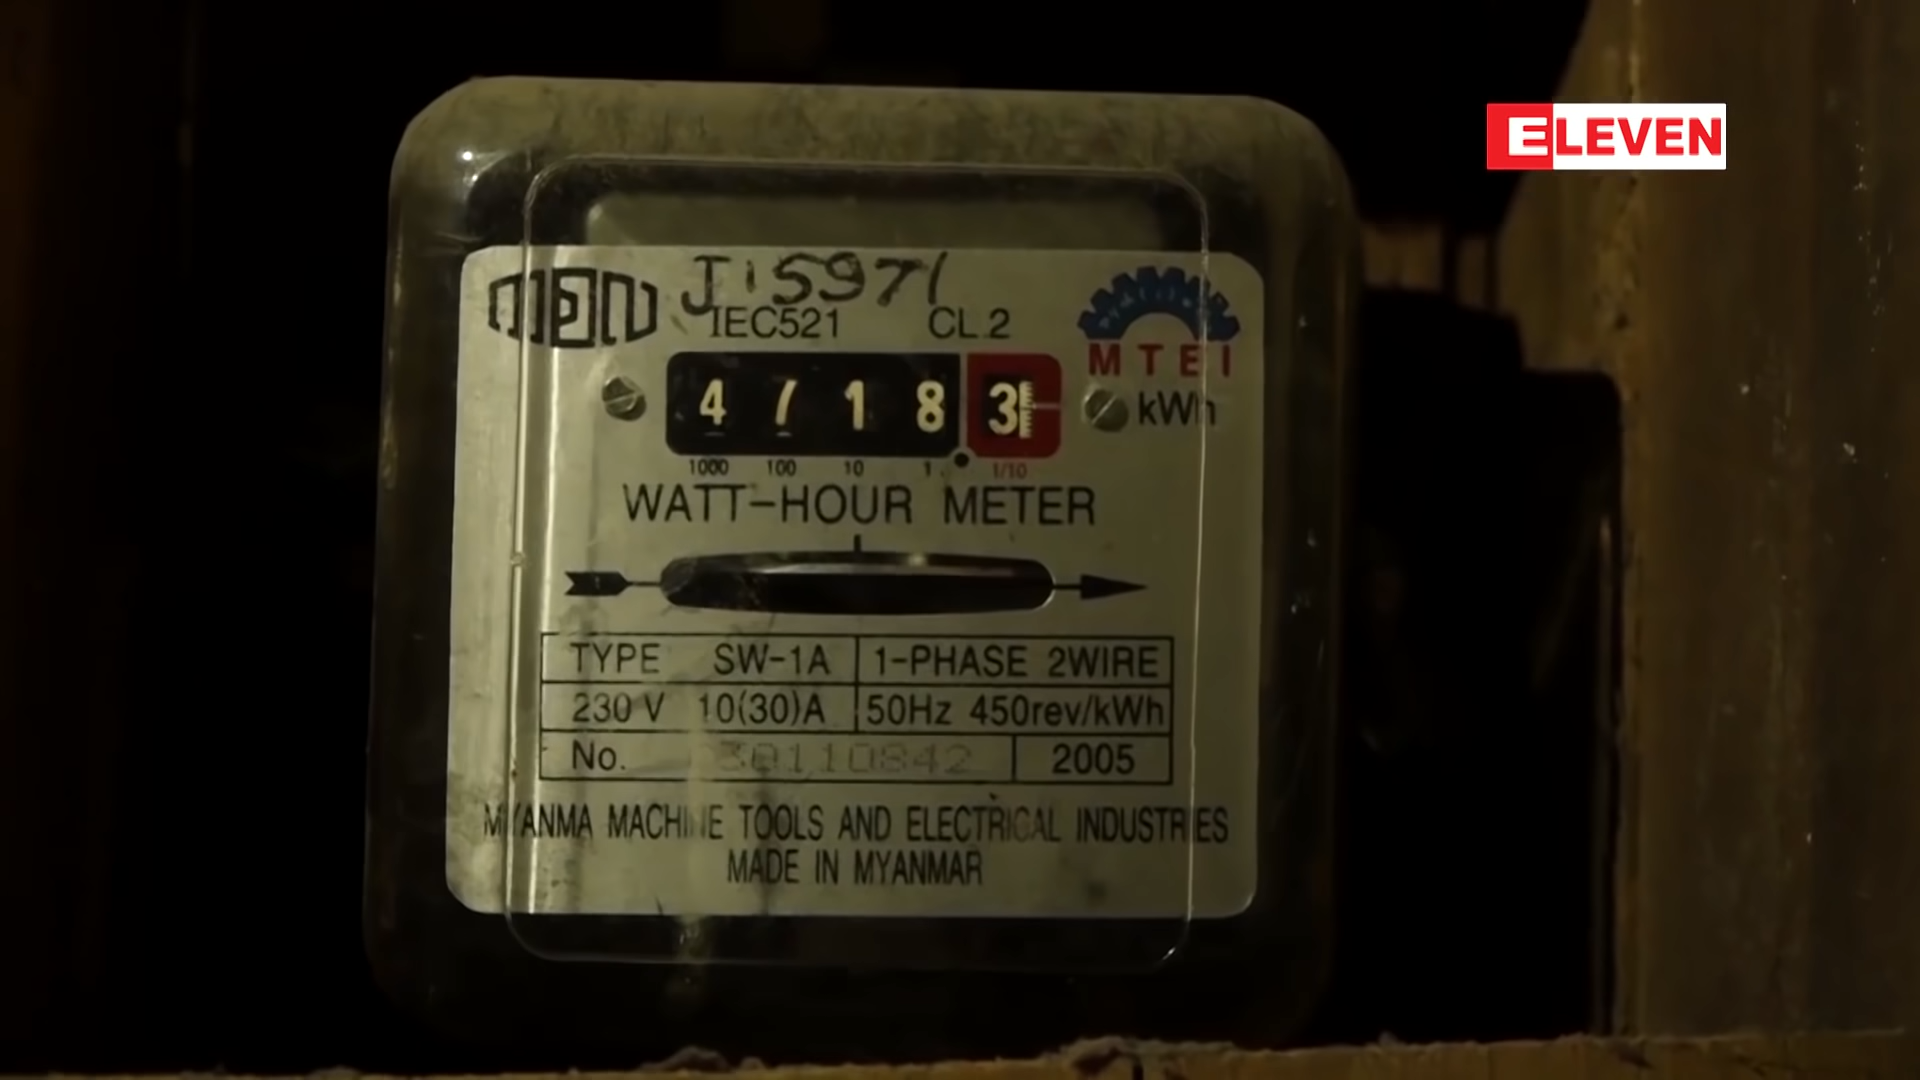 ELEVEN
J15971
IEC521 CL.2
MTEI
4 7 1 8 3 kWh
1000 100 10 1 1/10
WATT-HOUR METER
TYPE SW-1A 1-PHASE 2WIRE
230 V 10(30)A 50Hz 450rev/kWh
No. 2005
MYANMA MACHINE TOOLS AND ELECTRICAL INDUSTRIES
MADE IN MYANMAR